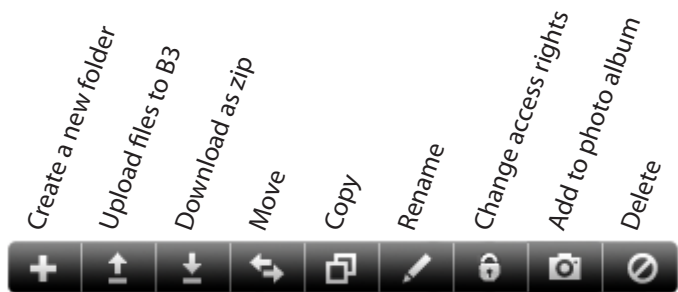 Create a new folder
Upload files to B3
Download as zip
Move
Copy
Rename
Change access rights
Add to photo album
Delete